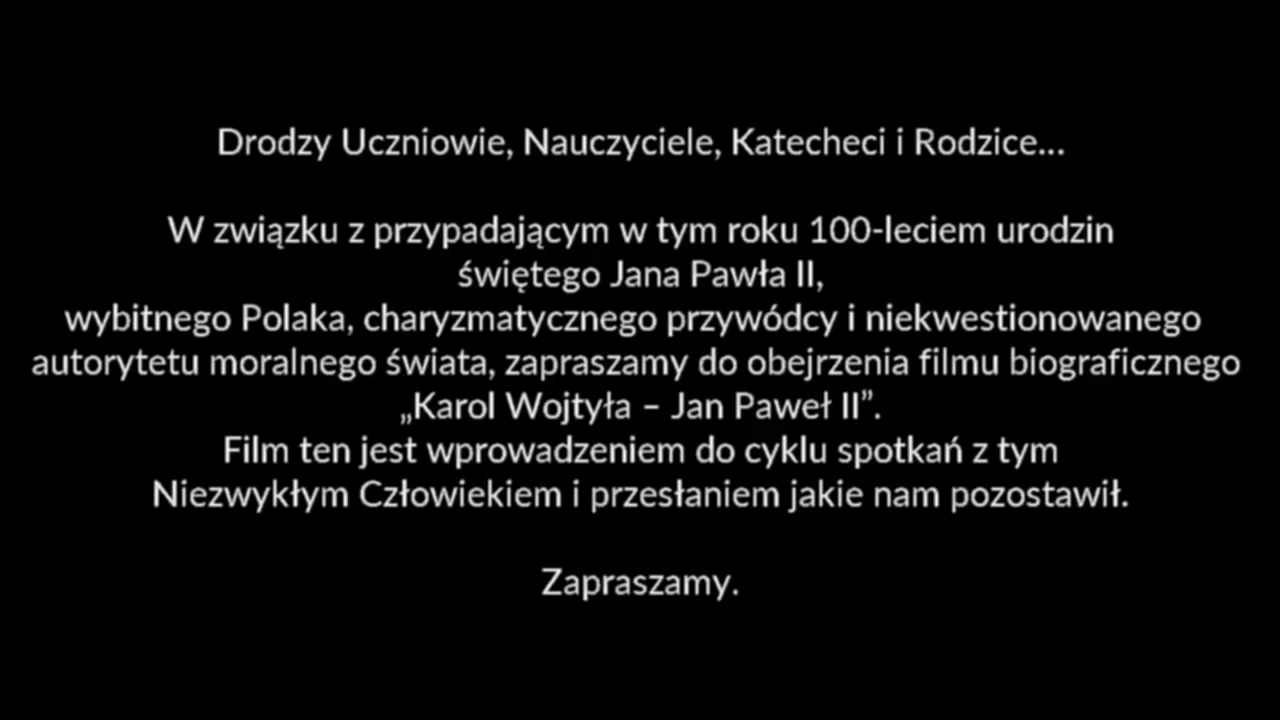 Drodzy Uczniowie, Nauczyciele, Katecheci i Rodzice...
W związku z przypadającym w tym roku 100-leciem urodzin
świętego Jana Pawła II,
wybitnego Polaka, charyzmatycznego przywódcy i niekwestionowanego
autorytetu moralnego świata, zapraszamy do obejrzenia filmu biograficznego
„Karol Wojtyła – Jan Paweł II”.
Film ten jest wprowadzeniem do cyklu spotkań z tym
Niezwykłym Człowiekiem i przesłaniem jakie nam pozostawił.
Zapraszamy.